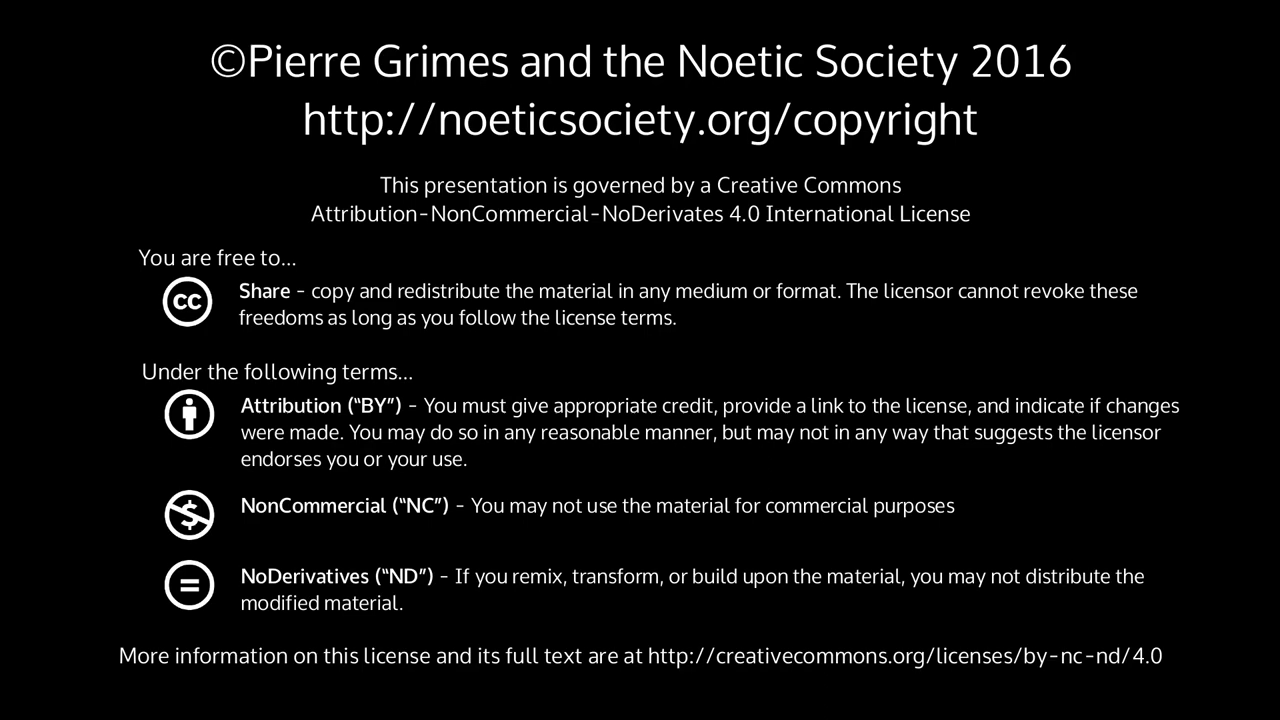 ©Pierre Grimes and the Noetic Society 2016
http://noeticsociety.org/copyright
This presentation is governed by a Creative Commons
Attribution-NonCommercial-NoDerivates 4.0 International License
You are free to...
cc
Share - copy and redistribute the material in any medium or format. The licensor cannot revoke these
freedoms as long as you follow the license terms.
Under the following terms...
Attribution (“BY”) - You must give appropriate credit, provide a link to the license, and indicate if changes
were made. You may do so in any reasonable manner, but may not in any way that suggests the licensor
endorses you or your use.
$
NonCommercial (“NC”) - You may not use the material for commercial purposes
=
NoDerivatives (“ND”) - If you remix, transform, or build upon the material, you may not distribute the
modified material.
More information on this license and its full text are at http://creativecommons.org/licenses/by-nc-nd/4.0